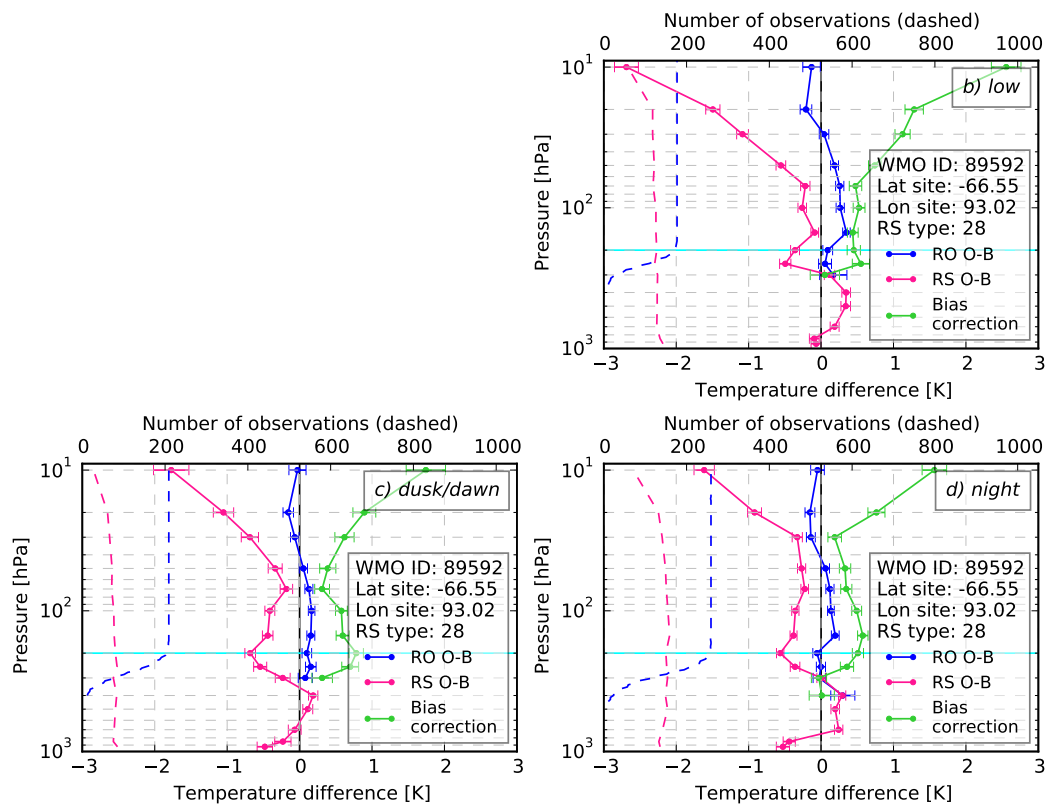 Number of observations (dashed)
0 200 400 600 800 1000
b) low
10¹
10²
10³
Pressure [hPa]
WMO ID: 89592
Lat site: -66.55
Lon site: 93.02
RS type: 28
RO O-B
RS O-B
Bias
correction
−3 −2 −1 0 1 2 3
Temperature difference [K]
Number of observations (dashed)
0 200 400 600 800 1000
c) dusk/dawn
10¹
10²
10³
Pressure [hPa]
WMO ID: 89592
Lat site: -66.55
Lon site: 93.02
RS type: 28
RO O-B
RS O-B
Bias
correction
−3 −2 −1 0 1 2 3
Temperature difference [K]
Number of observations (dashed)
0 200 400 600 800 1000
d) night
10¹
10²
10³
Pressure [hPa]
WMO ID: 89592
Lat site: -66.55
Lon site: 93.02
RS type: 28
RO O-B
RS O-B
Bias
correction
−3 −2 −1 0 1 2 3
Temperature difference [K]